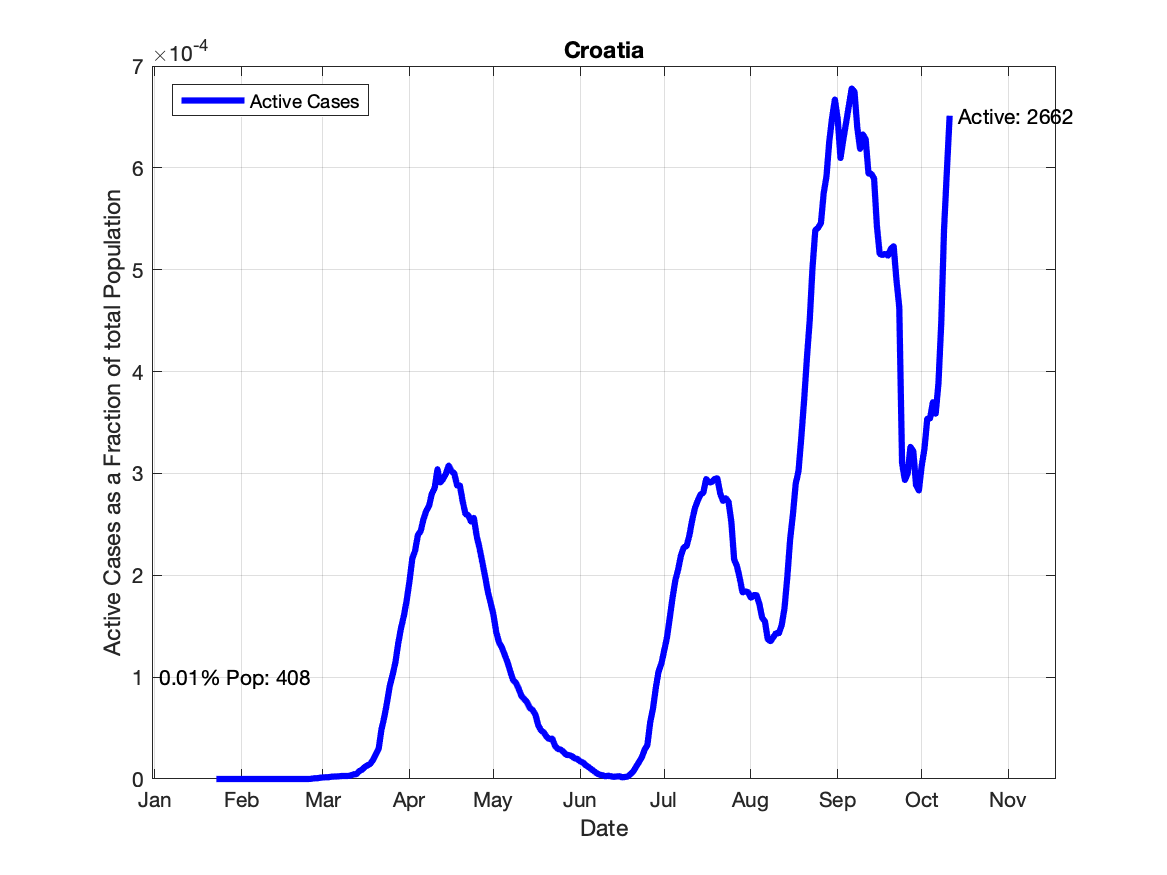 Croatia
×10-4
7
6
5
4
3
2
1
0
Active Cases
Active: 2662
0.01% Pop: 408
Active Cases as a Fraction of total Population
Jan Feb Mar Apr May Jun Jul Aug Sep Oct Nov
Date